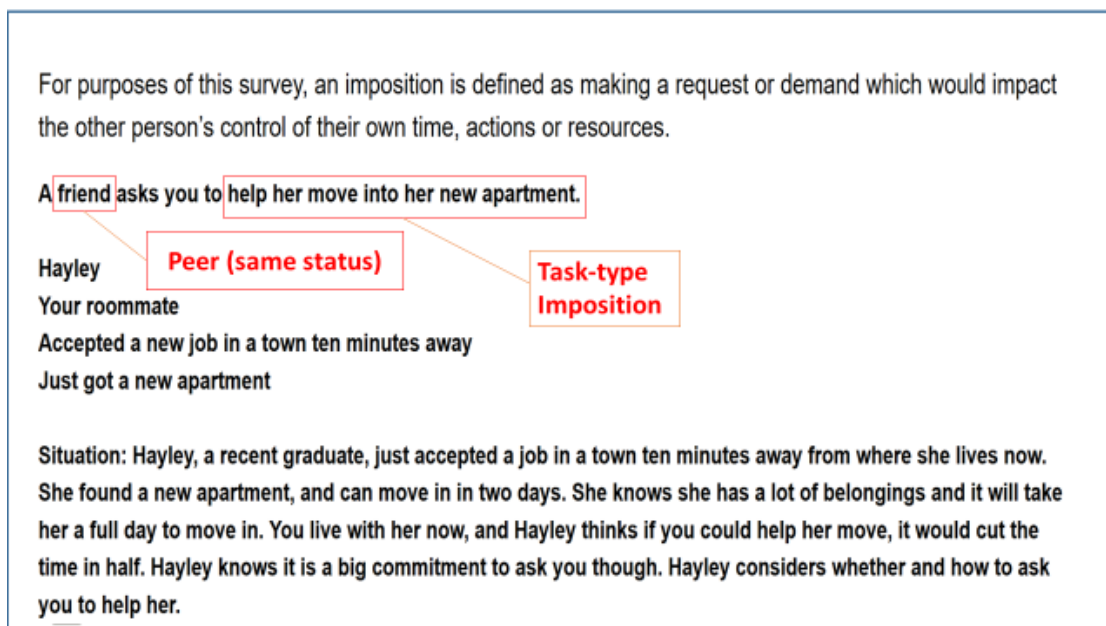 For purposes of this survey, an imposition is defined as making a request or demand which would impact
the other person's control of their own time, actions or resources.
A friend asks you to help her move into her new apartment.
Peer (same status)
Task-type
Imposition
Hayley
Your roommate
Accepted a new job in a town ten minutes away
Just got a new apartment
Situation: Hayley, a recent graduate, just accepted a job in a town ten minutes away from where she lives now.
She found a new apartment, and can move in in two days. She knows she has a lot of belongings and it will take
her a full day to move in. You live with her now, and Hayley thinks if you could help her move, it would cut the
time in half. Hayley knows it is a big commitment to ask you though. Hayley considers whether and how to ask
you to help her.